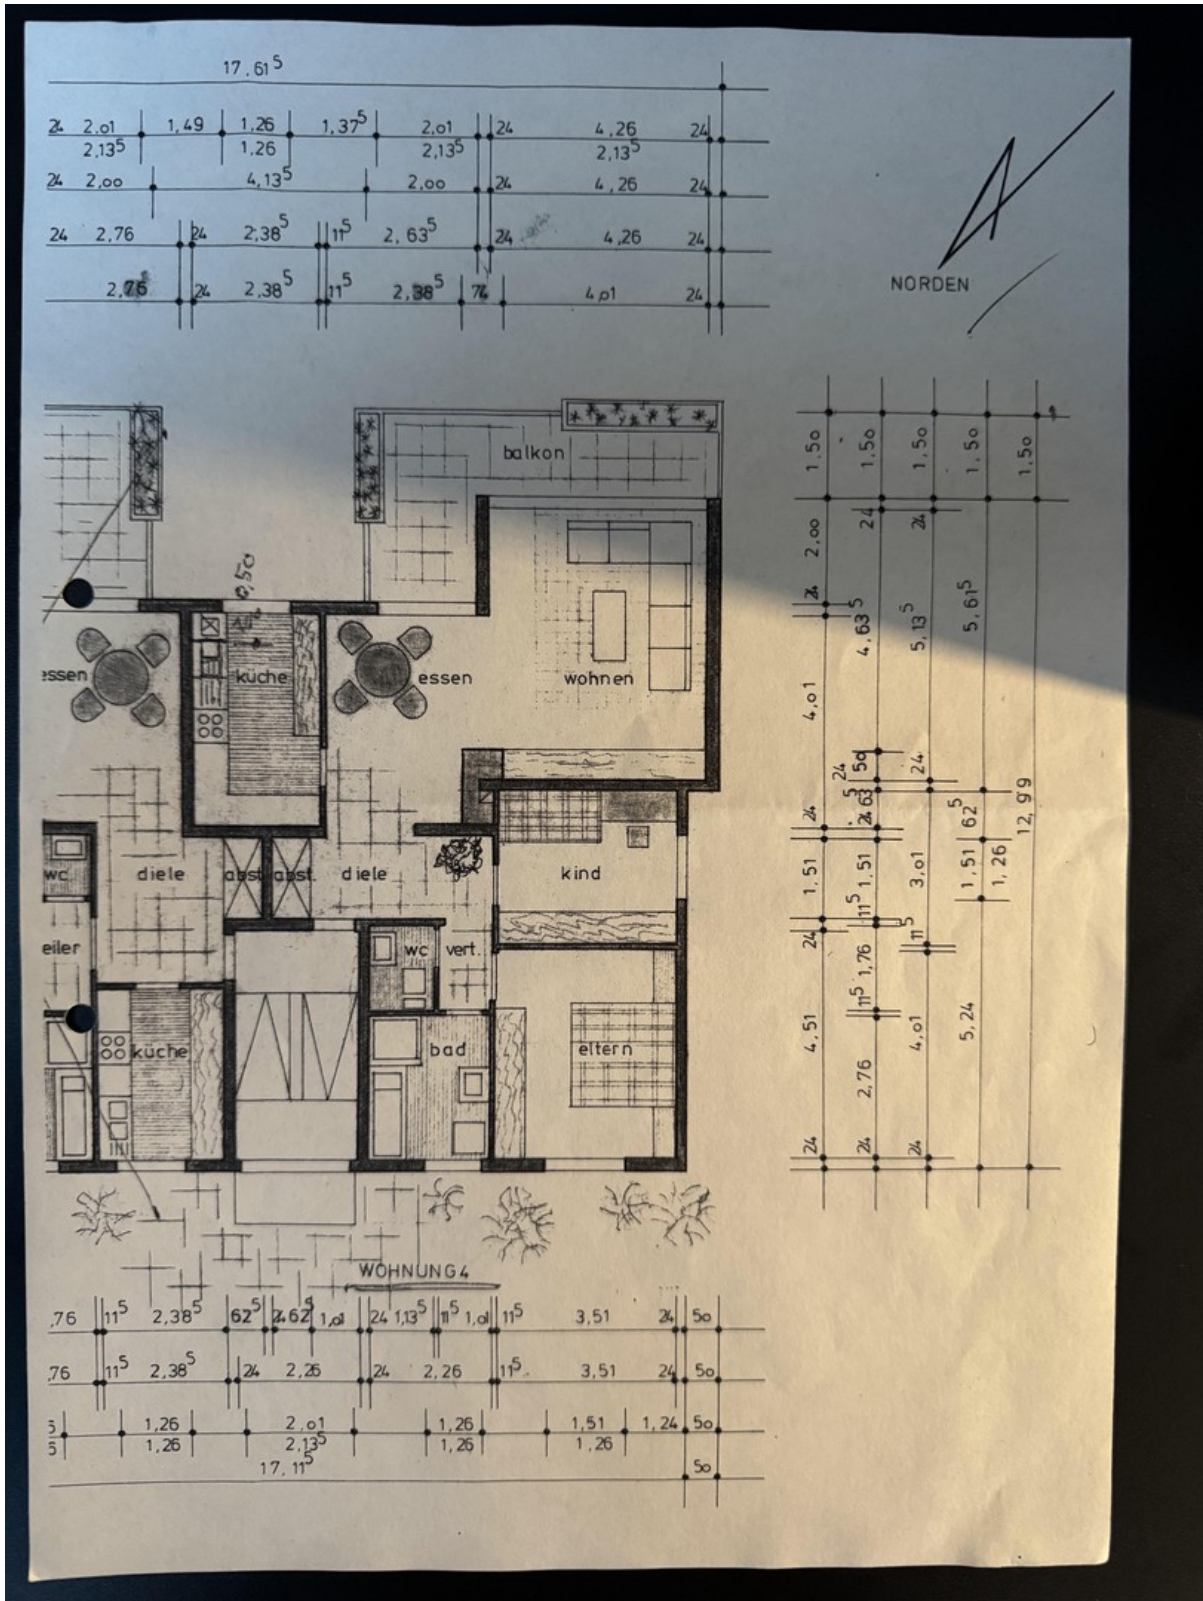 17.61⁵
24 2.01 1,49 1,26 1,37⁵ 2,01 24 4,26 24
2,13⁵ 1,26 2,13⁵ 2,13⁵
24 2,00 4,13⁵ 2,00 24 4,26 24
24 2,76 24 2,38⁵ 11⁵ 2,63⁵ 24 4,26 24
2,76 24 2,38⁵ 11⁵ 2,38⁵ 74 4,01 24
NORDEN
balkon
0,50
essen küche essen wohnen
wc diele abst. abst. diele kind
eiler wc vert.
küche bad eltern
1,50 1,50 1,50 1,50 1,50
2,00 24 24
24 4,63⁵ 5,13⁵ 5,61⁵
4,01
24 50 24
24 24 63⁵ 62⁵ 12,99
1,51 1,51 3,01 1,51 1,26
24 11⁵ 11⁵
1,76
4,51 11⁵ 4,01 5,24
2,76
24 24 24
WOHNUNG 4
,76 11⁵ 2,38⁵ 62⁵ 24 62⁵ 1,01 24 1,13⁵ 11⁵ 1,01 11⁵ 3,51 24 50
,76 11⁵ 2,38⁵ 24 2,26 24 2,26 11⁵ 3,51 24 50
1,26 2,01 1,26 1,51 1,24 50
1,26 2,13⁵ 1,26 1,26
17,11⁵ 50